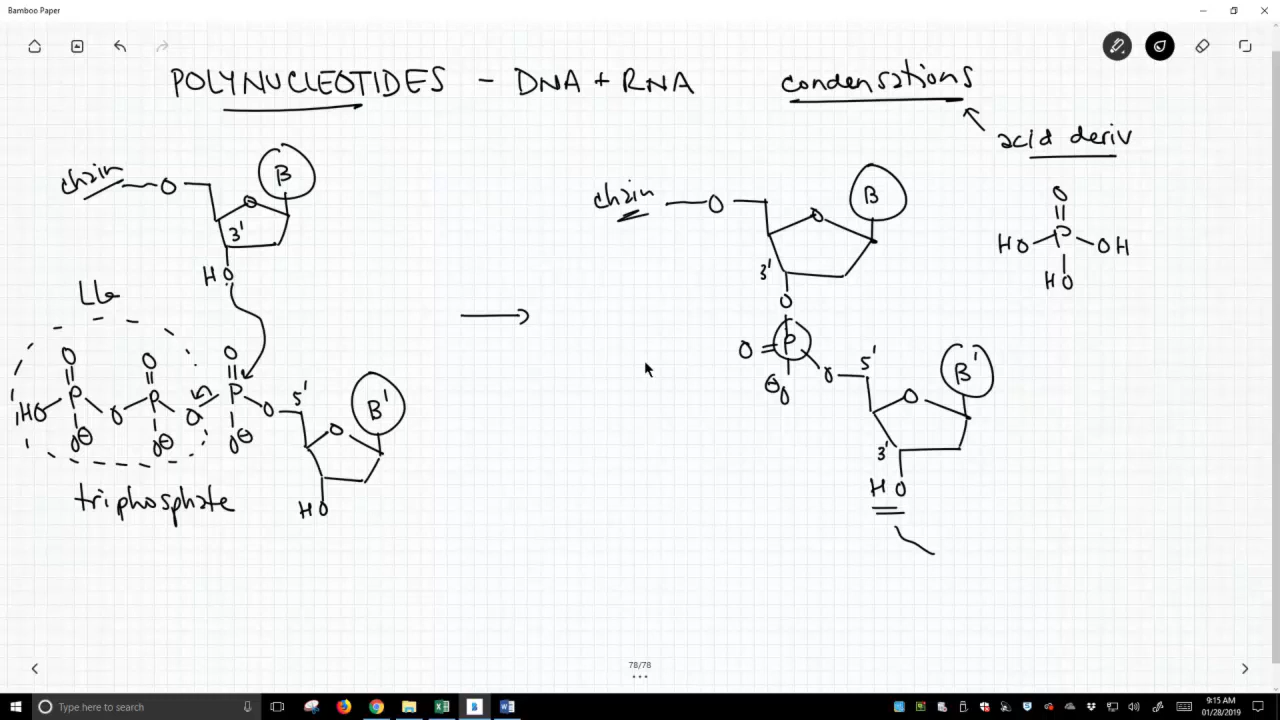 Bamboo Paper
POLYNUCLEOTIDES - DNA + RNA
condensations
acid deriv
chain O B
O
3'
HO
LG
O O O
HO P O P O P O 5' B'
O⊖ O⊖ O⊖
O
triphosphate
HO
chain O B
O
3'
O
O = P O 5'
⊖O
B'
O
3'
HO
O
HO P OH
HO
78/78
Type here to search
9:15 AM
01/28/2019